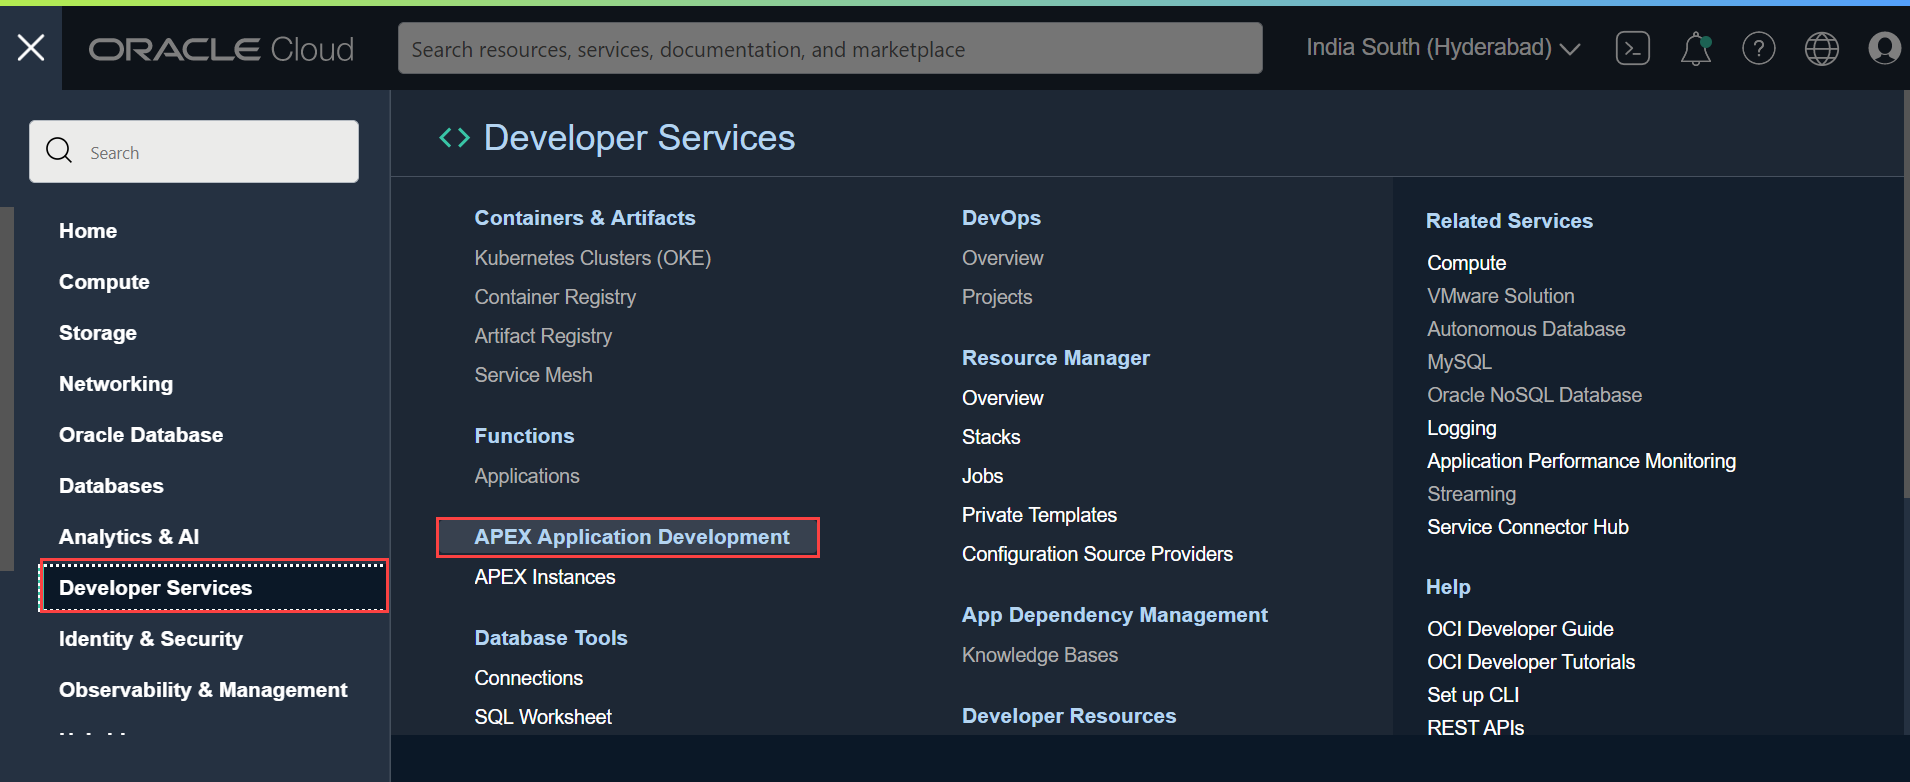 ORACLE Cloud
Search resources, services, documentation, and marketplace
India South (Hyderabad)
Search
Home
Compute
Storage
Networking
Oracle Database
Databases
Analytics & AI
Developer Services
Identity & Security
Observability & Management
Developer Services
Containers & Artifacts
Kubernetes Clusters (OKE)
Container Registry
Artifact Registry
Service Mesh
Functions
Applications
APEX Application Development
APEX Instances
Database Tools
Connections
SQL Worksheet
DevOps
Overview
Projects
Resource Manager
Overview
Stacks
Jobs
Private Templates
Configuration Source Providers
App Dependency Management
Knowledge Bases
Developer Resources
Related Services
Compute
VMware Solution
Autonomous Database
MySQL
Oracle NoSQL Database
Logging
Application Performance Monitoring
Streaming
Service Connector Hub
Help
OCI Developer Guide
OCI Developer Tutorials
Set up CLI
REST APIs